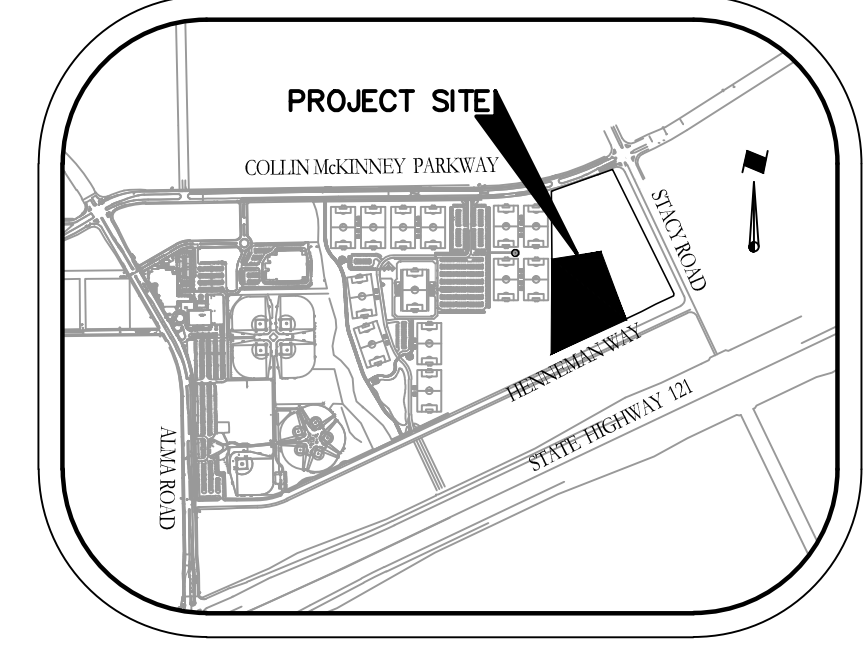 PROJECT SITE
COLLIN McKINNEY PARKWAY
STACY ROAD
HENNEMAN WAY
STATE HIGHWAY 121
ALMA ROAD